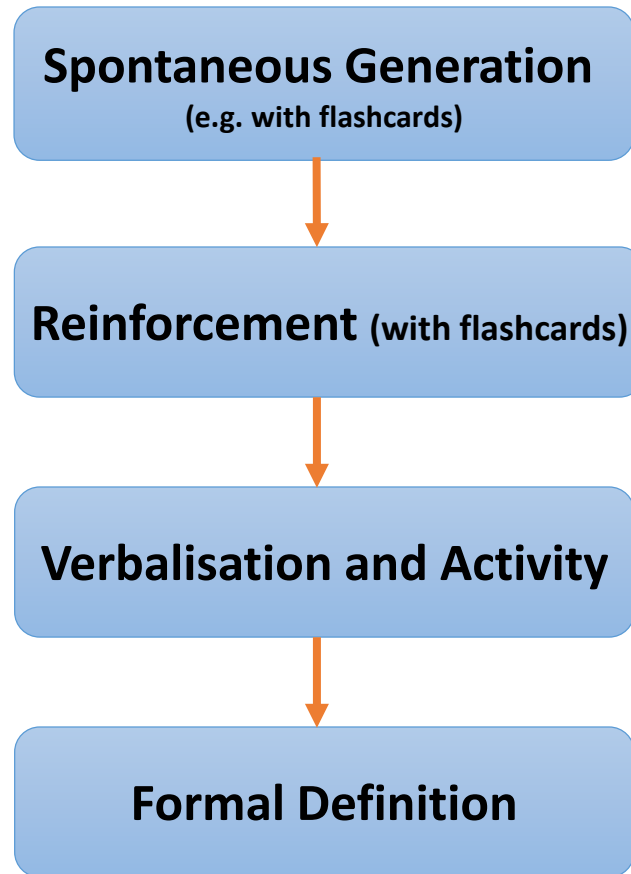 Spontaneous Generation
(e.g. with flashcards)
Reinforcement (with flashcards)
Verbalisation and Activity
Formal Definition